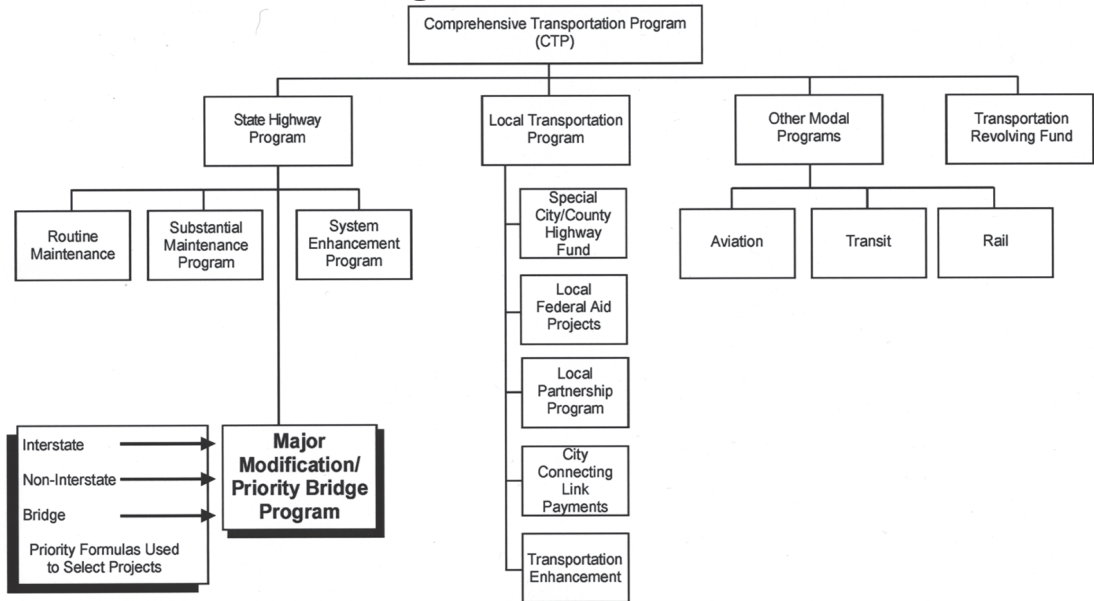 Comprehensive Transportation Program
(CTP)
State Highway
Program
Local Transportation
Program
Other Modal
Programs
Transportation
Revolving Fund
Routine
Maintenance
Substantial
Maintenance
Program
System
Enhancement
Program
Special
City/County
Highway
Fund
Local
Federal Aid
Projects
Local
Partnership
Program
City
Connecting
Link
Payments
Transportation
Enhancement
Aviation
Transit
Rail
Interstate
Non-Interstate
Bridge
Priority Formulas Used
to Select Projects
Major
Modification/
Priority Bridge
Program